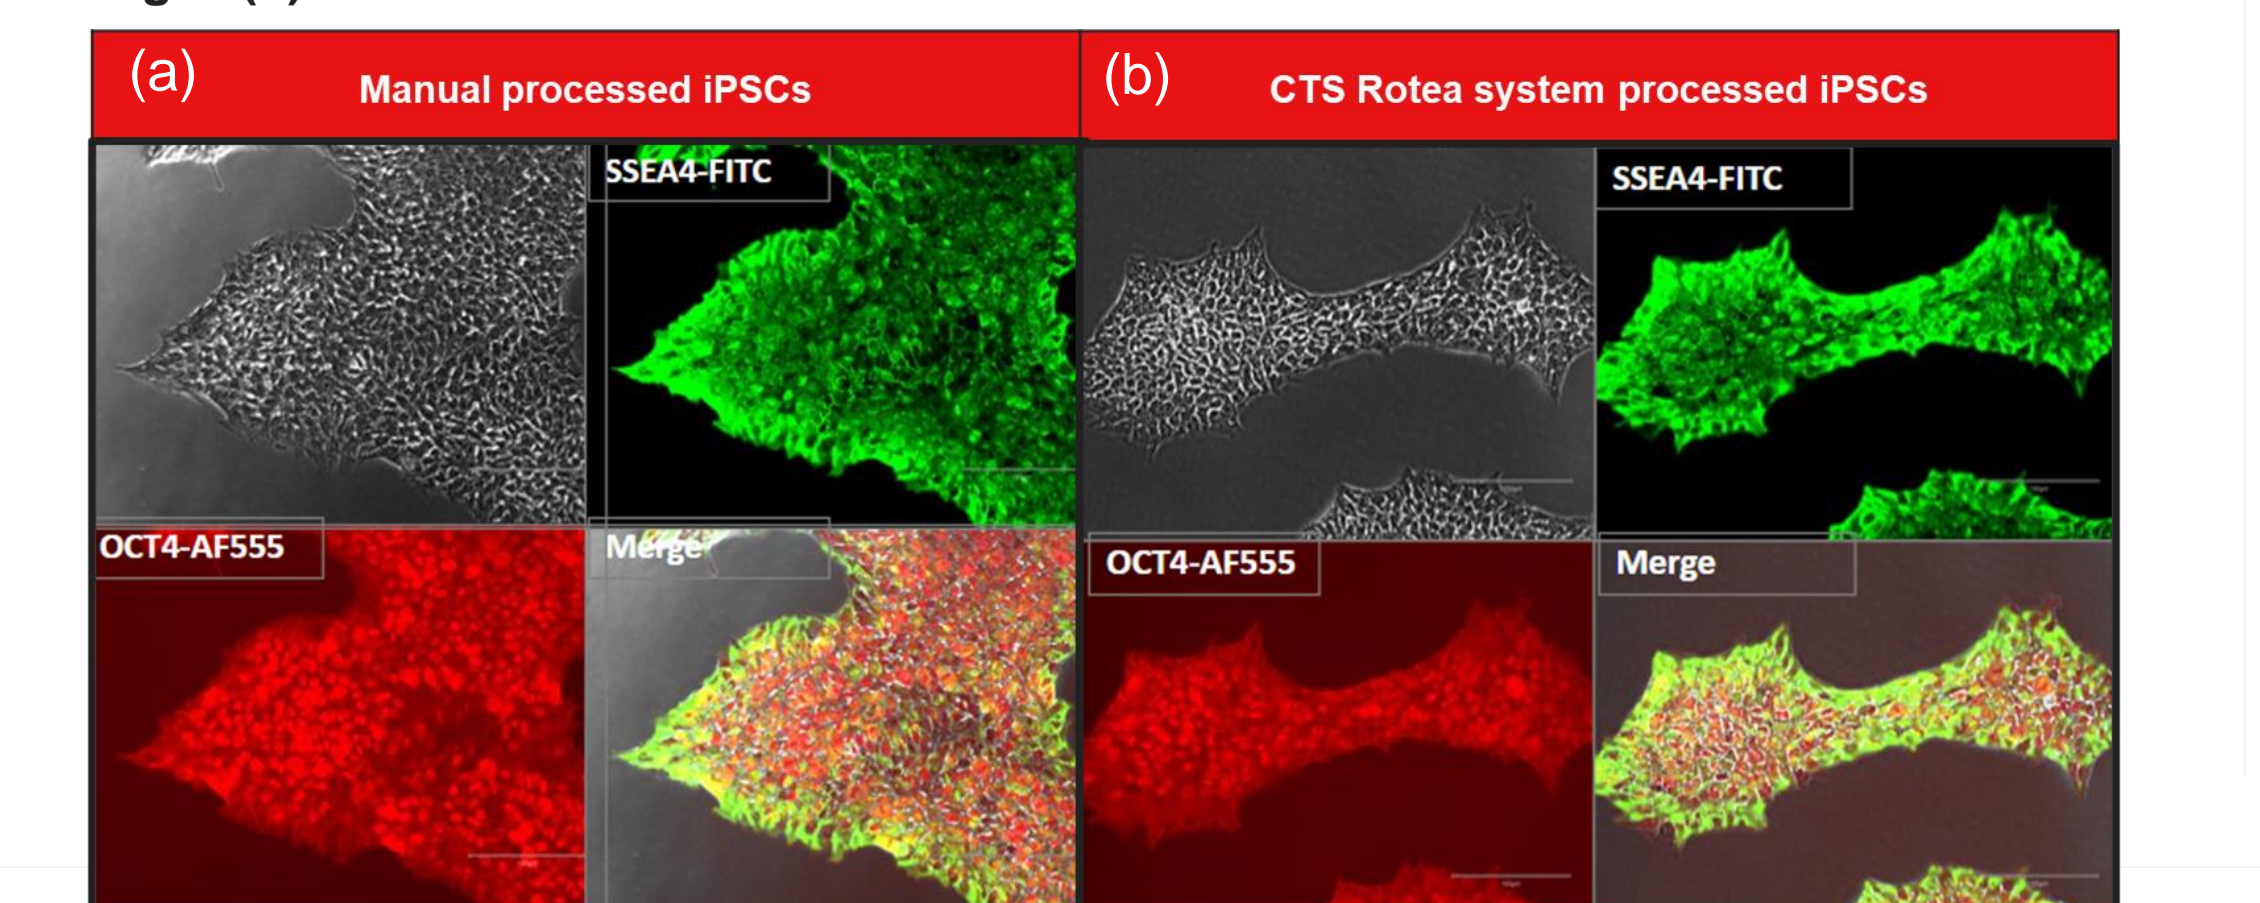 (a) Manual processed iPSCs
(b) CTS Rotea system processed iPSCs
SSEA4-FITC
OCT4-AF555
Merge
SSEA4-FITC
OCT4-AF555
Merge